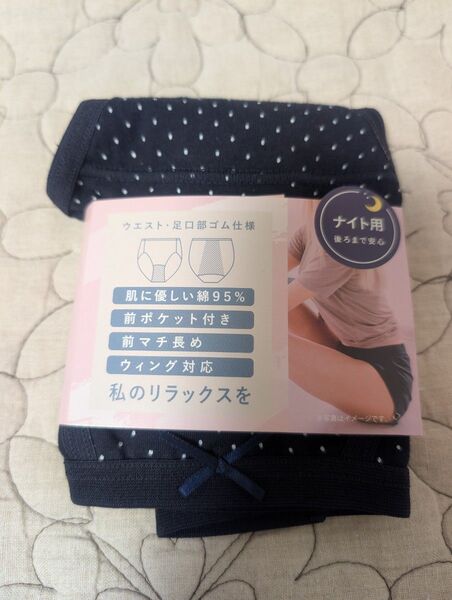 ウエスト・足口部ゴム仕様
ナイト用
後ろまで安心
肌に優しい綿95%
前ポケット付き
前マチ長め
ウィング対応
私のリラックスを
※写真はイメージです。